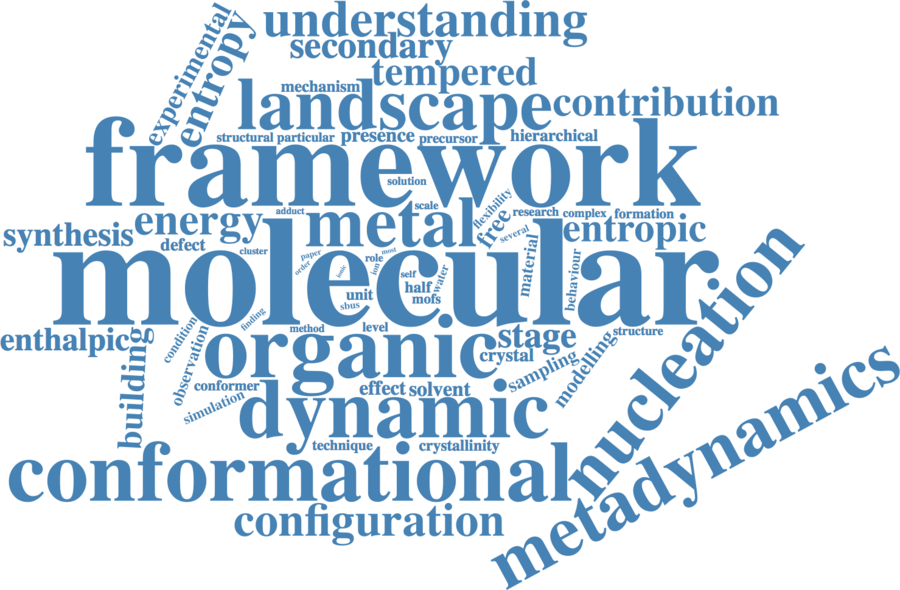 understanding
experimental
entropy
secondary
tempered
mechanism
landscape
contribution
structural
particular
presence
precursor
hierarchical
framework
solution
scale
flexibility
adduct
research
complex
formation
synthesis
energy
metal
free
several
entropic
defect
cluster
paper
order
ionic
ion
most
role
self
water
material
behaviour
molecular
unit
sbus
half
mofs
nucleation
enthalpic
building
condition
observation
finding
method
level
organic
stage
structure
crystal
sampling
modelling
conformer
simulation
effect
solvent
dynamic
technique
crystallinity
metadynamics
conformational
configuration